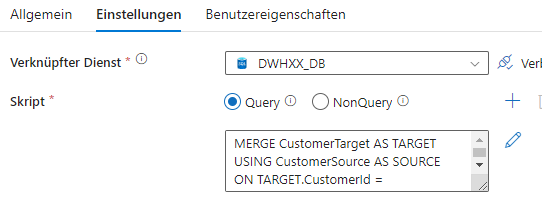 Allgemein Einstellungen Benutzereigenschaften
Verknüpfter Dienst * DWHXX_DB Verb
Skript * Query NonQuery
MERGE CustomerTarget AS TARGET
USING CustomerSource AS SOURCE
ON TARGET.CustomerId =